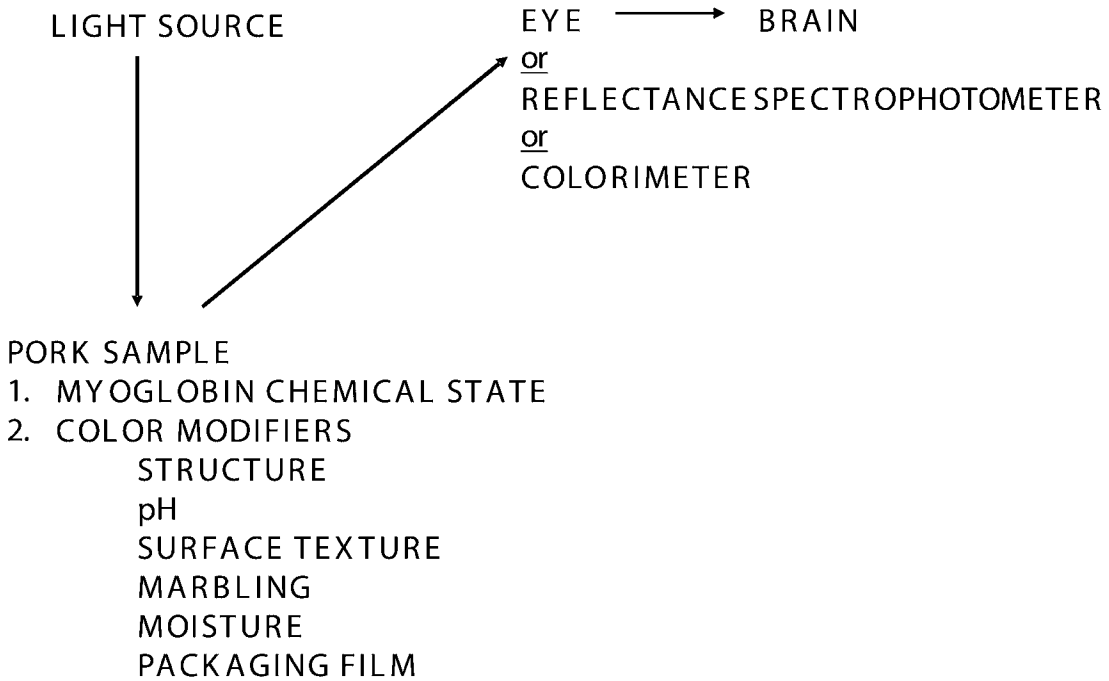 LIGHT SOURCE
EYE
BRAIN
or
REFLECTANCE SPECTROPHOTOMETER
or
COLORIMETER
PORK SAMPLE
1. MYOGLOBIN CHEMICAL STATE
2. COLOR MODIFIERS
STRUCTURE
pH
SURFACE TEXTURE
MARBLING
MOISTURE
PACKAGING FILM